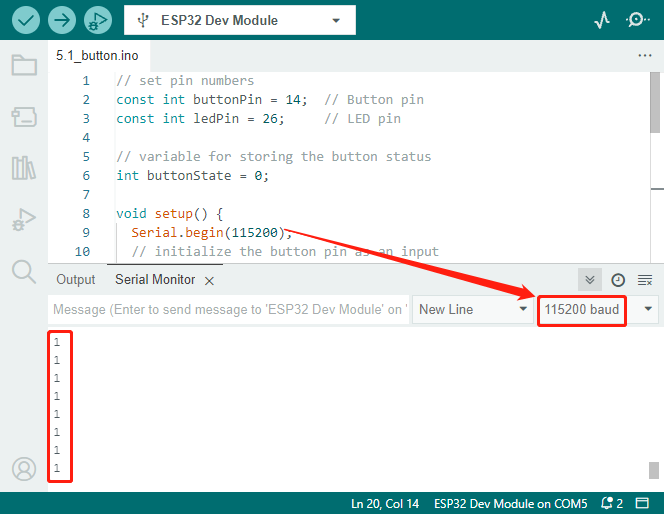 ESP32 Dev Module
5.1_button.ino
1 // set pin numbers
2 const int buttonPin = 14; // Button pin
3 const int ledPin = 26; // LED pin
4
5 // variable for storing the button status
6 int buttonState = 0;
7
8 void setup() {
9 Serial.begin(115200);
10 // initialize the button pin as an input
Output Serial Monitor
Message (Enter to send message to 'ESP32 Dev Module' on ' New Line 115200 baud
1
1
1
1
1
1
1
1
Ln 20, Col 14 ESP32 Dev Module on COM5 2